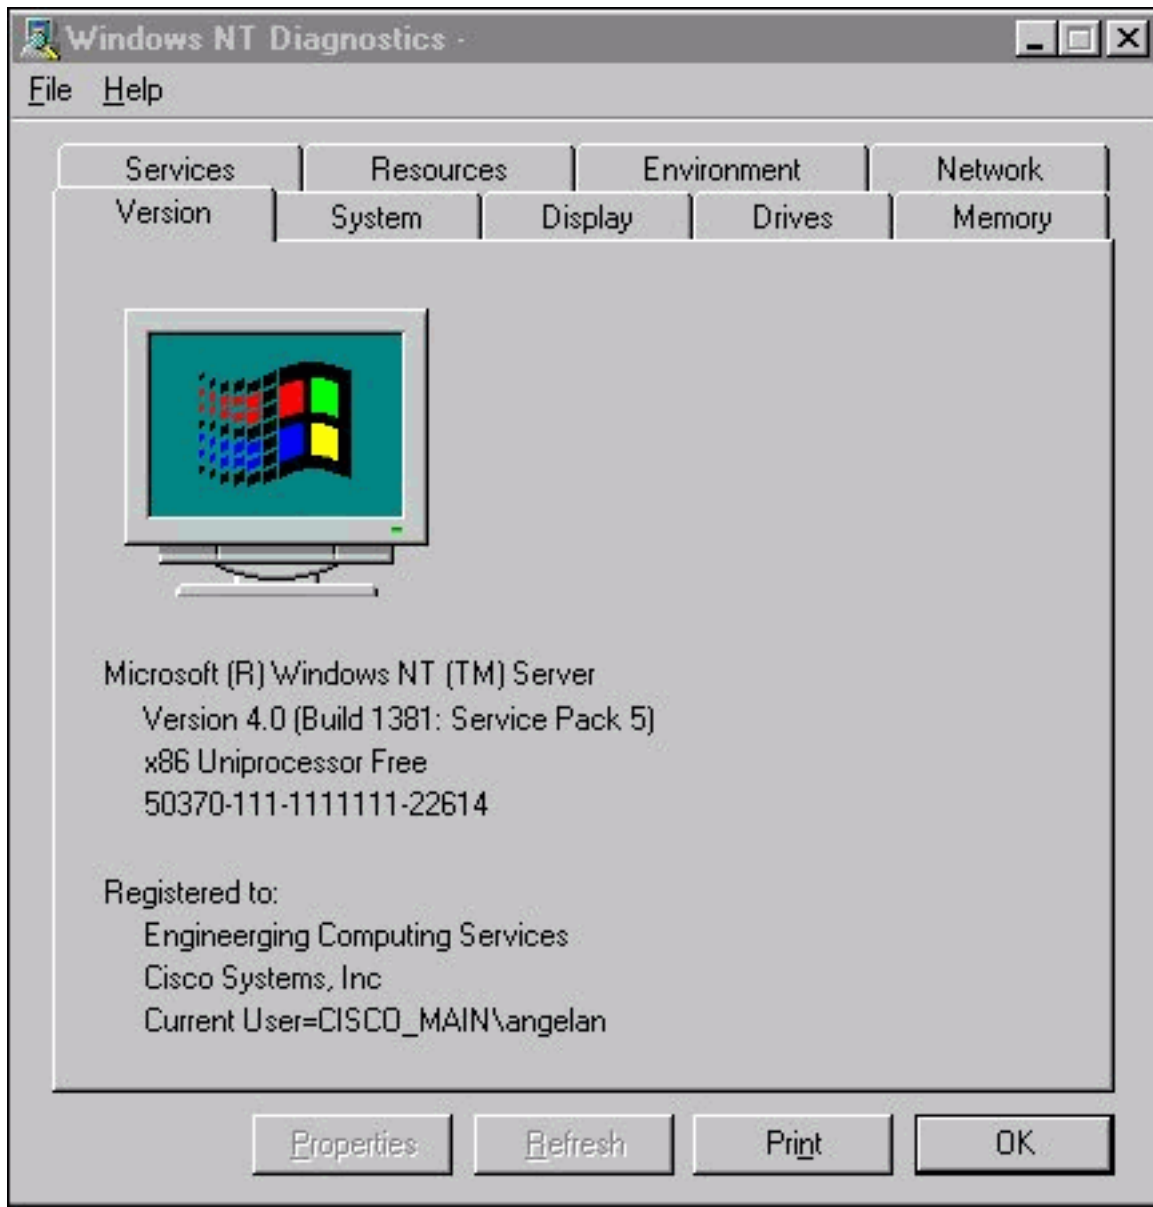 Windows NT Diagnostics -
File Help
Services Resources Environment Network
Version System Display Drives Memory
Microsoft (R) Windows NT (TM) Server
Version 4.0 (Build 1381: Service Pack 5)
x86 Uniprocessor Free
50370-111-1111111-22614
Registered to:
Engineerging Computing Services
Cisco Systems, Inc
Current User=CISCO_MAIN\angelan
Properties Refresh Print OK